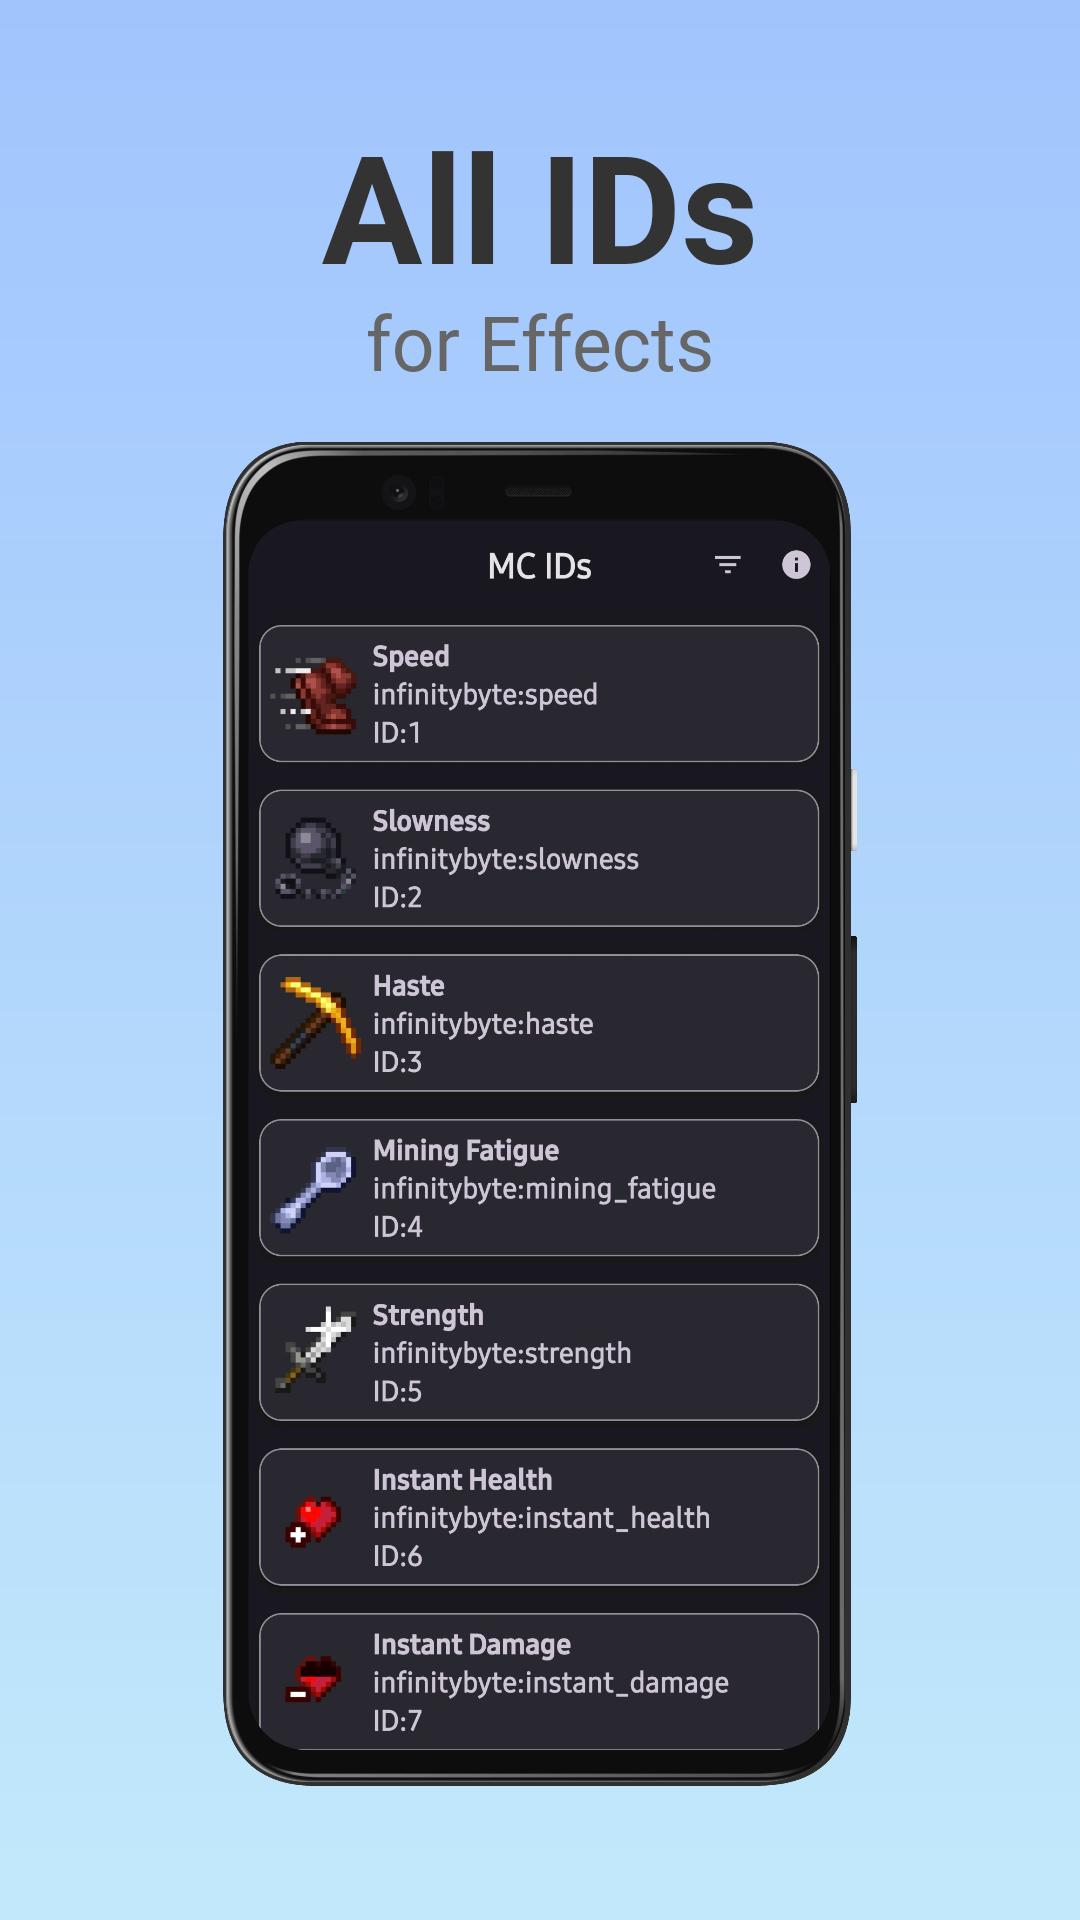 All IDs
for Effects
MC IDs
Speed
infinitybyte:speed
ID:1
Slowness
infinitybyte:slowness
ID:2
Haste
infinitybyte:haste
ID:3
Mining Fatigue
infinitybyte:mining_fatigue
ID:4
Strength
infinitybyte:strength
ID:5
Instant Health
infinitybyte:instant_health
ID:6
Instant Damage
infinitybyte:instant_damage
ID:7